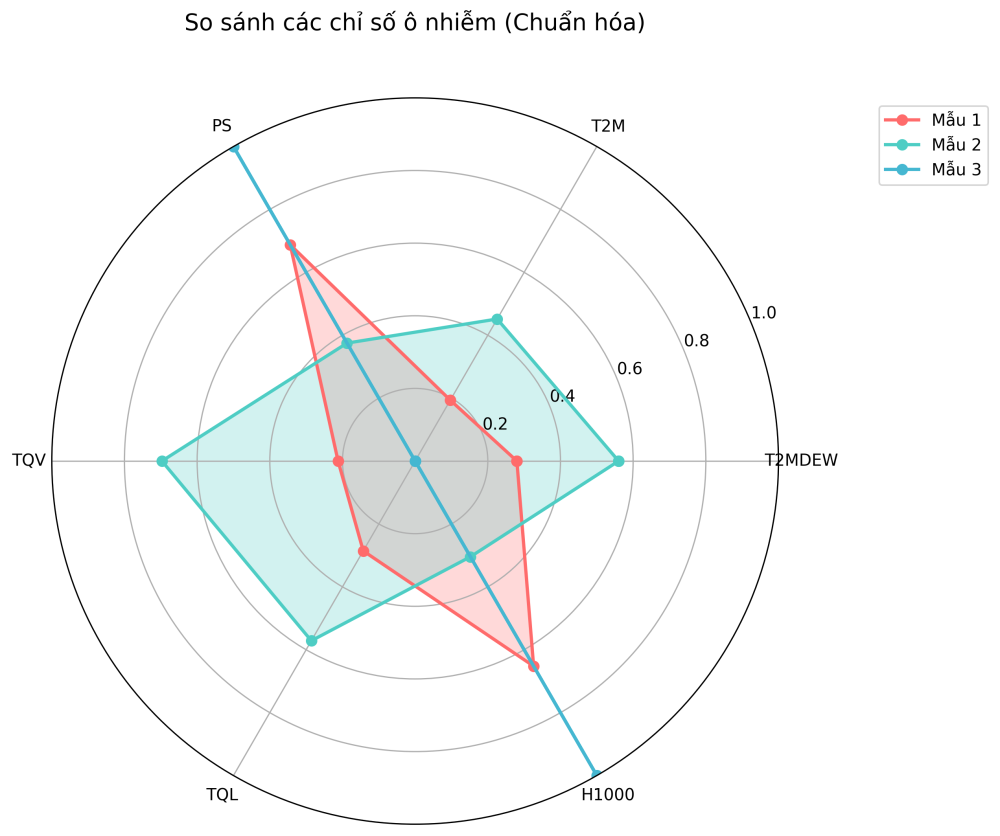 So sánh các chỉ số ô nhiễm (Chuẩn hóa)
Mẫu 1
Mẫu 2
Mẫu 3
PS
T2M
1.0
0.8
0.6
0.4
0.2
TQV
T2MDEW
TQL
H1000